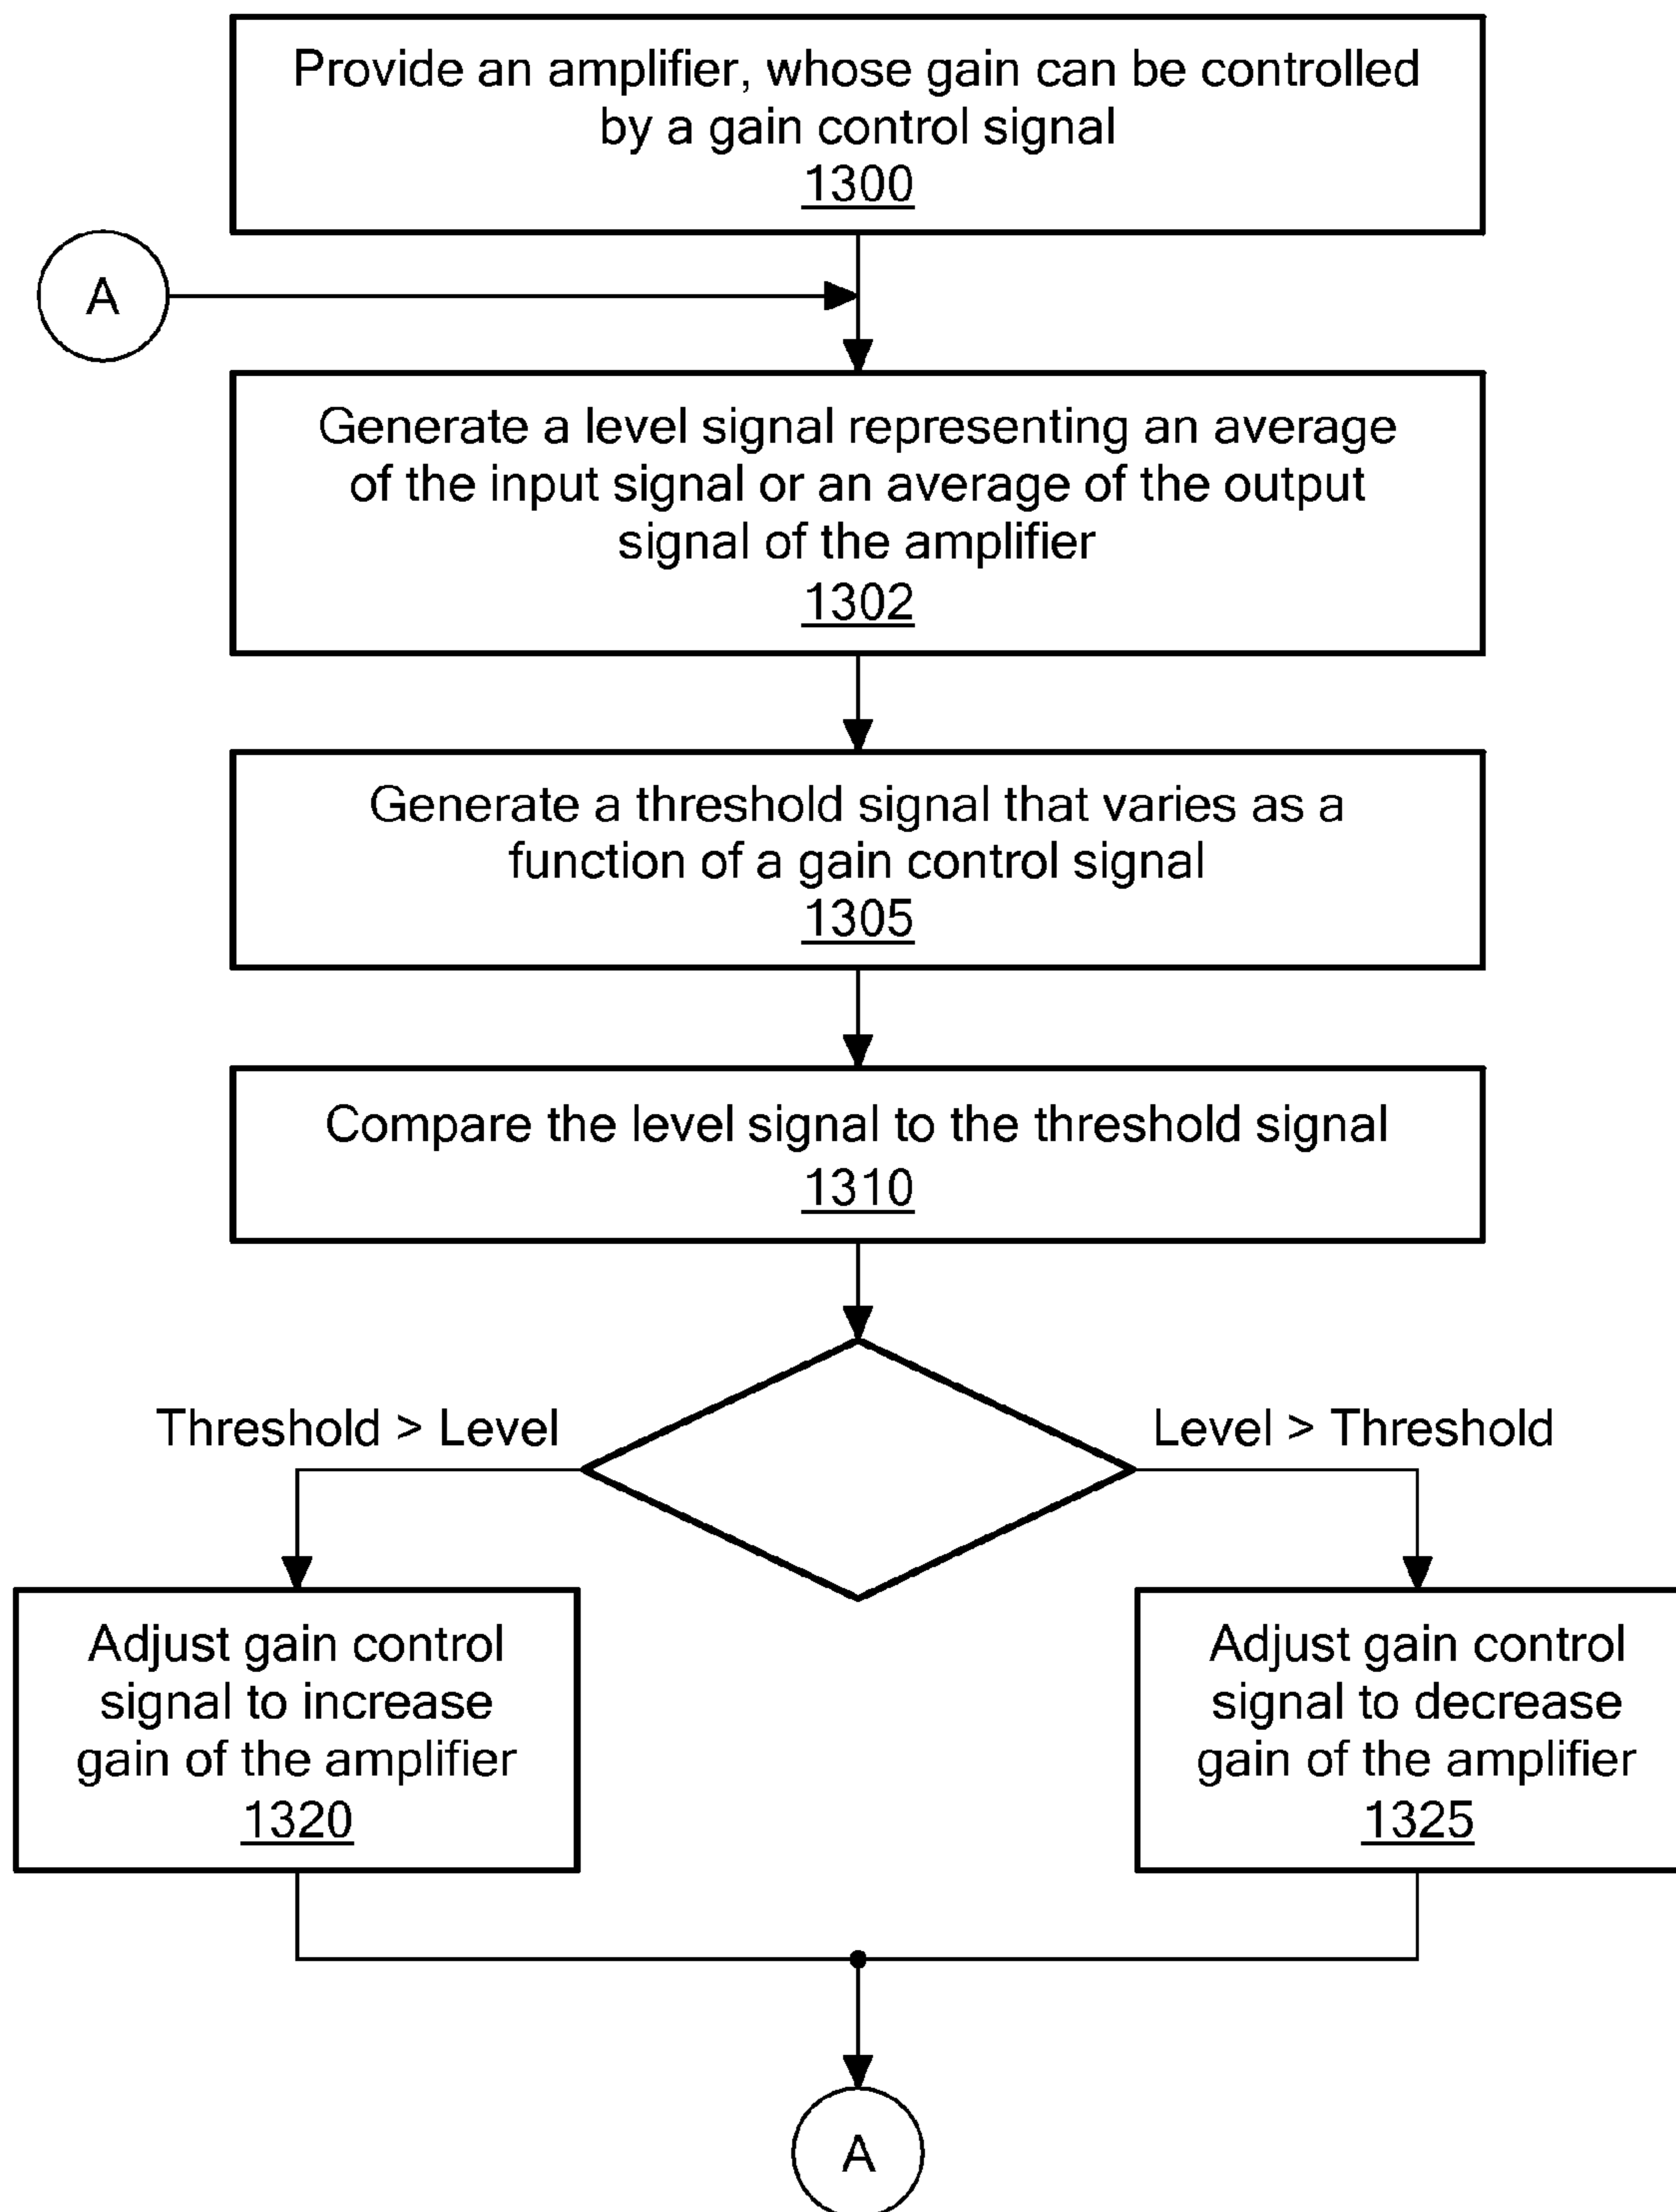 Provide an amplifier, whose gain can be controlled
by a gain control signal
1300
A
Generate a level signal representing an average
of the input signal or an average of the output
signal of the amplifier
1302
Generate a threshold signal that varies as a
function of a gain control signal
1305
Compare the level signal to the threshold signal
1310
Threshold > Level
Level > Threshold
Adjust gain control
signal to increase
gain of the amplifier
1320
Adjust gain control
signal to decrease
gain of the amplifier
1325
A